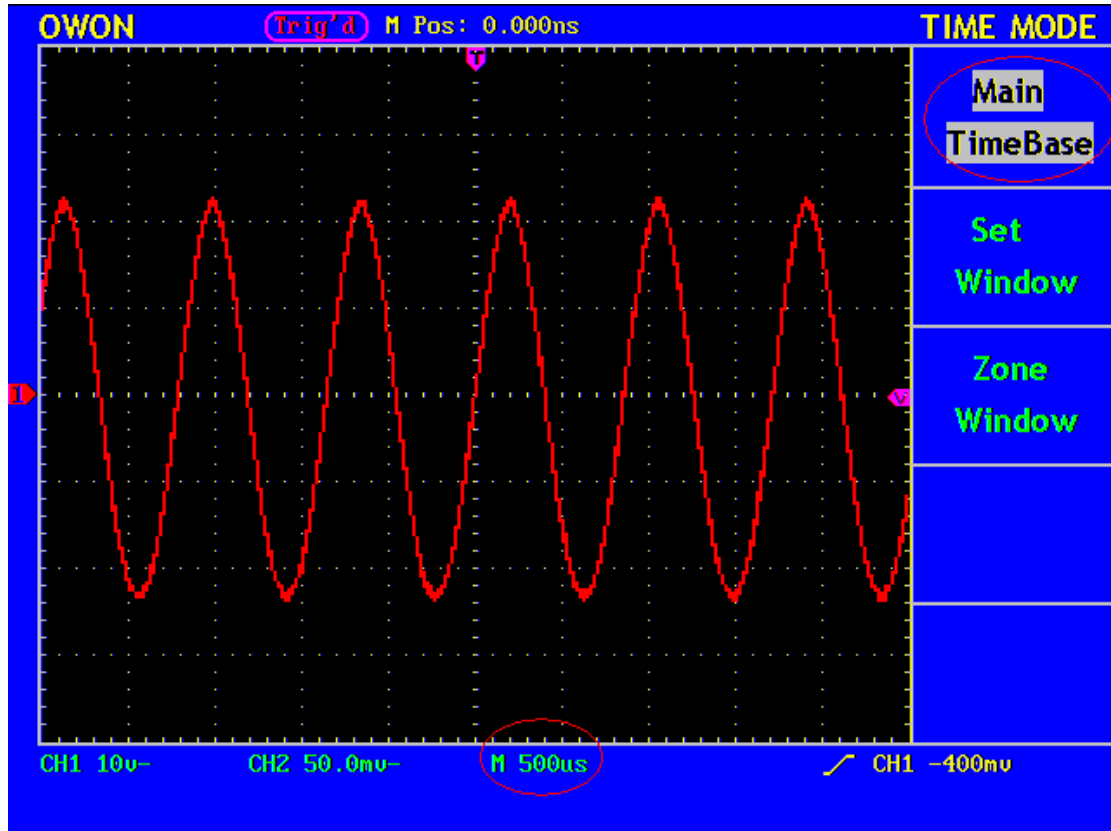 OWON Trig'd M Pos: 0.000ns TIME MODE
T
Main
TimeBase
Set
Window
Zone
Window
1
V
CH1 10v- CH2 50.0mv- M 500us CH1 -400mv